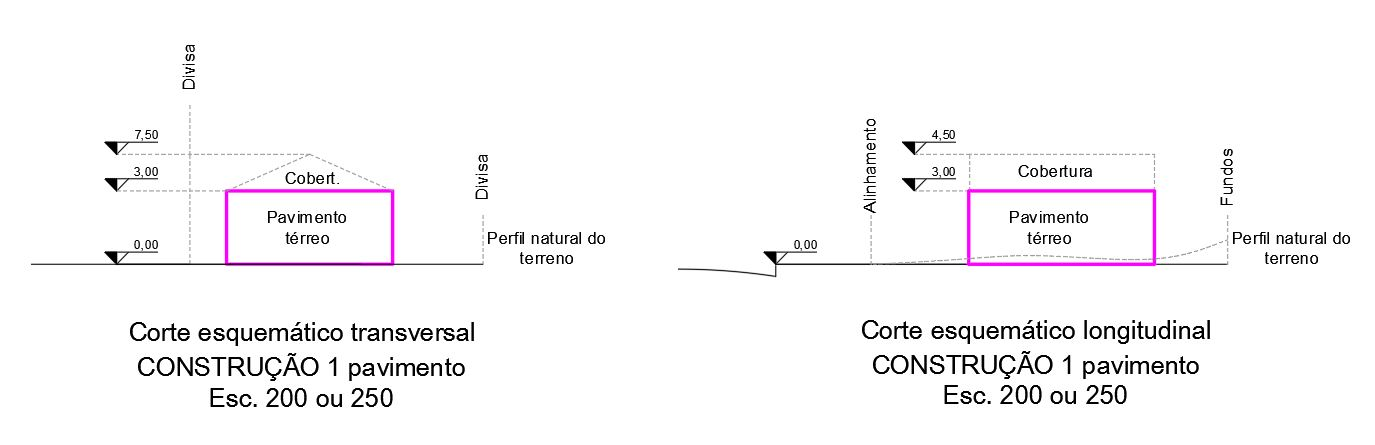 Divisa
7,50
3,00
Cobert.
Pavimento
térreo
0,00
Divisa
Perfil natural do
terreno
Corte esquemático transversal
CONSTRUÇÃO 1 pavimento
Esc. 200 ou 250
Alinhamento
4,50
3,00
Cobertura
Pavimento
térreo
0,00
Fundos
Perfil natural do
terreno
Corte esquemático longitudinal
CONSTRUÇÃO 1 pavimento
Esc. 200 ou 250